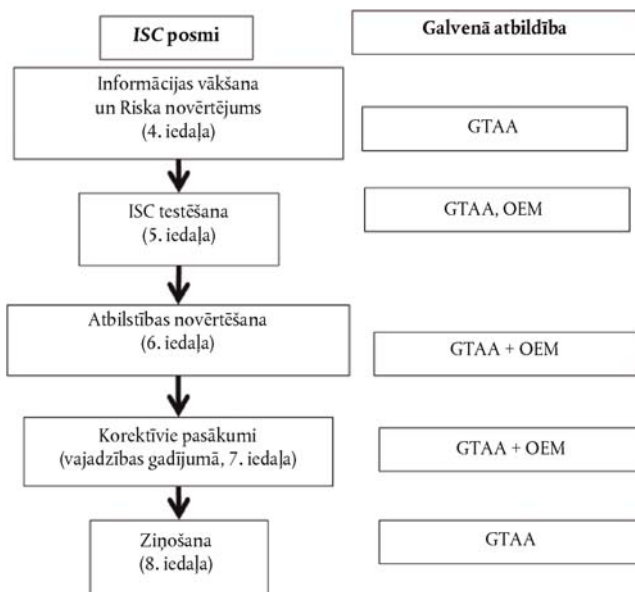 ISC posmi
Galvenā atbildība
Informācijas vākšana
un Riska novērtējums
(4. iedaļa)
GTAA
ISC testēšana
(5. iedaļa)
GTAA, OEM
Atbilstības novērtēšana
(6. iedaļa)
GTAA + OEM
Korektīvie pasākumi
(vajadzības gadījumā, 7. iedaļa)
GTAA + OEM
Ziņošana
(8. iedaļa)
GTAA